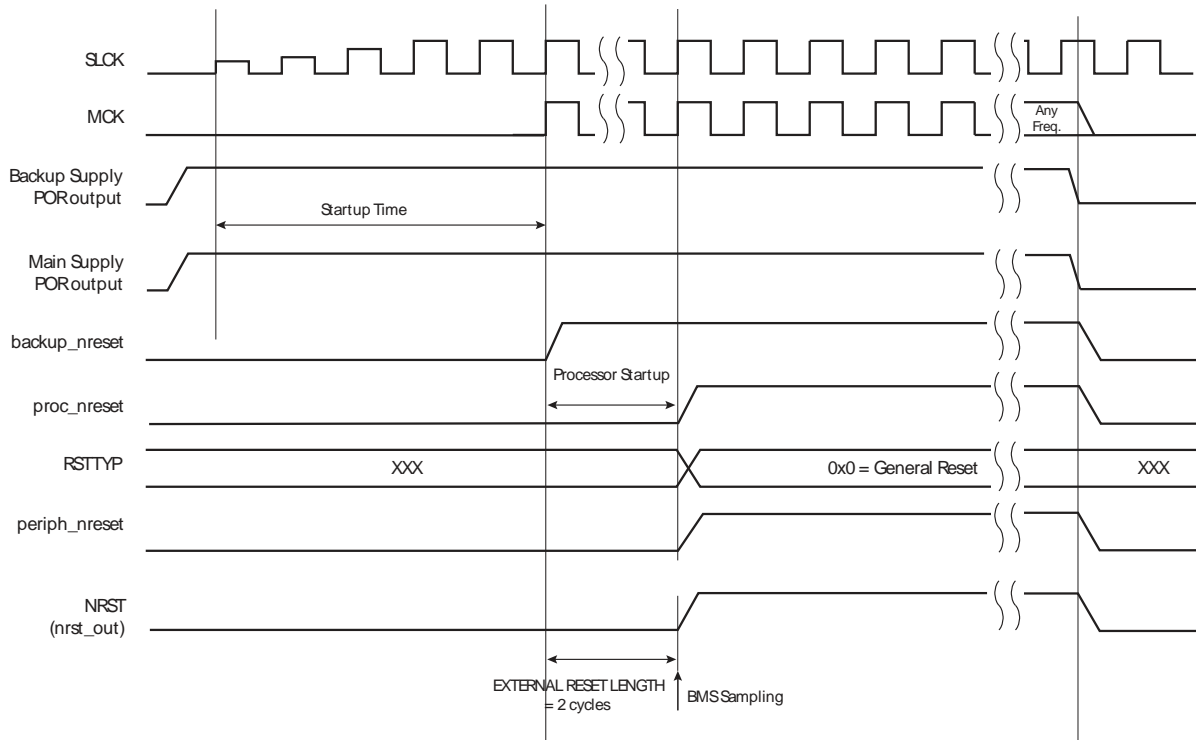 SLCK
MCK
Any
Freq.
Backup Supply
POR output
Startup Time
Main Supply
POR output
backup_nreset
Processor Startup
proc_nreset
RSTTYP
XXX
0x0 = General Reset
XXX
periph_nreset
NRST
(nrst_out)
EXTERNAL RESET LENGTH
= 2 cycles
BMS Sampling